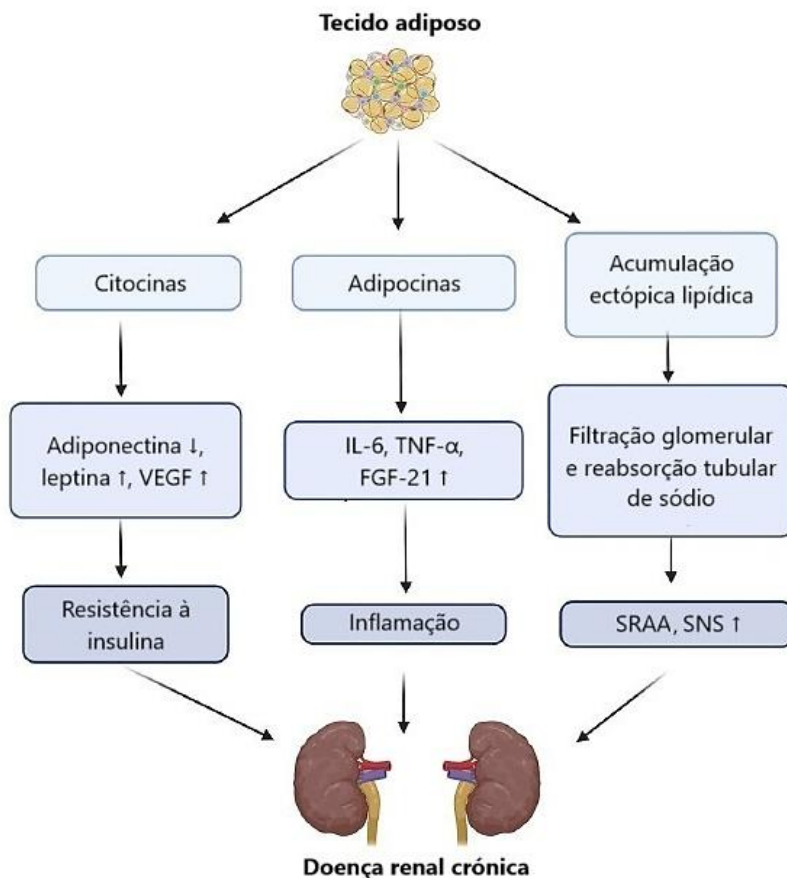 Tecido adiposo
Citocinas
Adipocinas
Acumulação
ectópica lipídica
Adiponectina ↓,
leptina ↑, VEGF ↑
IL-6, TNF-α,
FGF-21 ↑
Filtração glomerular
e reabsorção tubular
de sódio
Resistência à
insulina
Inflamação
SRAA, SNS ↑
Doença renal crónica